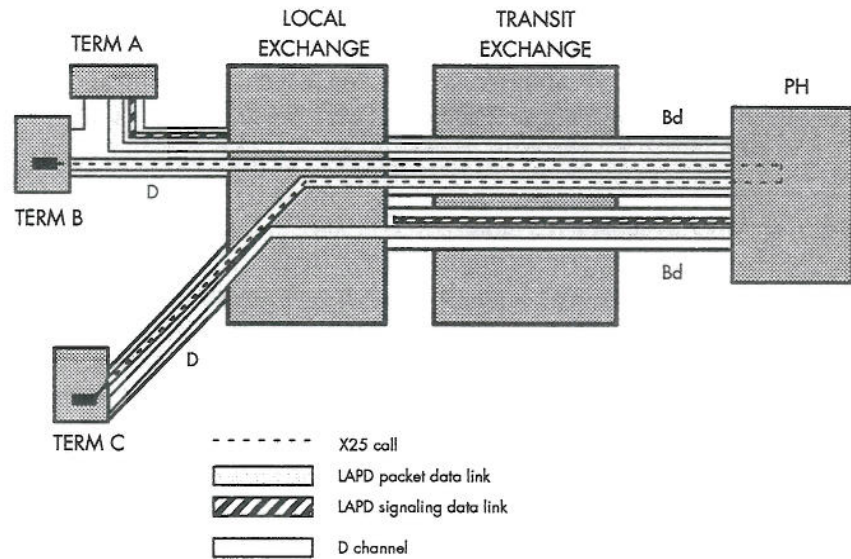 LOCAL
EXCHANGE
TRANSIT
EXCHANGE
TERM A
PH
Bd
D
TERM B
Bd
D
TERM C
X25 call
LAPD packet data link
LAPD signaling data link
D channel